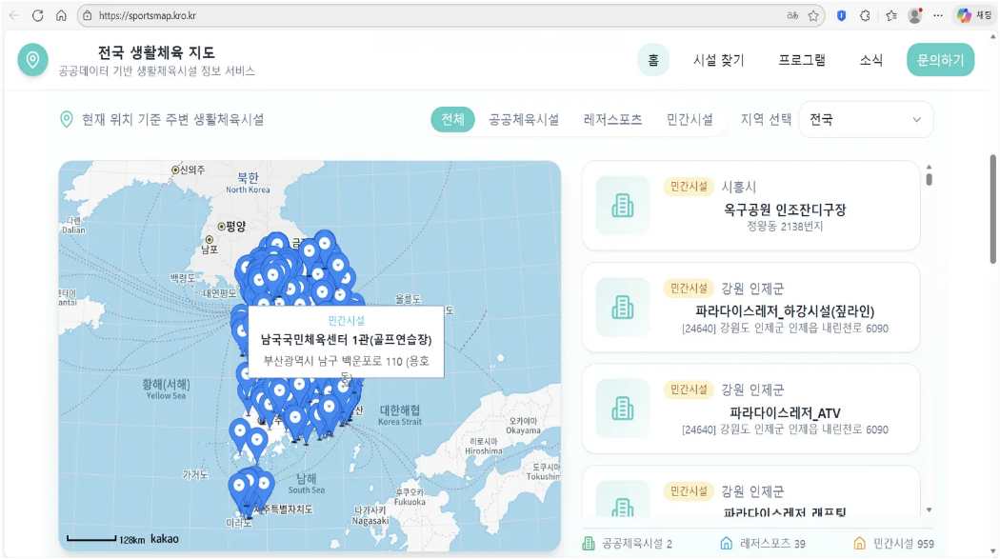 https://sportsmap.kro.kr
채팅
전국 생활체육 지도
공공데이터 기반 생활체육시설 정보 서비스
홈
시설 찾기
프로그램
소식
문의하기
현재 위치 기준 주변 생활체육시설
전체
공공체육시설
레저스포츠
민간시설
지역 선택
전국
신의주
북한
North Korea
다롄
Dalian
평양
남포
백령도
대연평도
울릉도
민간시설
남국국민체육센터 1관(골프연습장)
부산광역시 남구 백운포로 110 (용호
동)
황해(서해)
Yellow Sea
대한해협
Korea Strait
오카야마
Okayama
히로시마
Hiroshima
도쿠시마
Tokushim
가거도
남해
South Sea
후쿠오카
Fukuoka
나가사키
Nagasaki
주특별자치도
마라도
128km kakao
민간시설 시흥시
옥구공원 인조잔디구장
정왕동 2138번지
민간시설 강원 인제군
파라다이스레저_하강시설(짚라인)
[24640] 강원도 인제군 인제읍 내린천로 6090
민간시설 강원 인제군
파라다이스레저_ATV
[24640] 강원도 인제군 인제읍 내린천로 6090
민간시설 강원 인제군
파라다이스레저 래프팅
공공체육시설 2
레저스포츠 39
민간시설 959